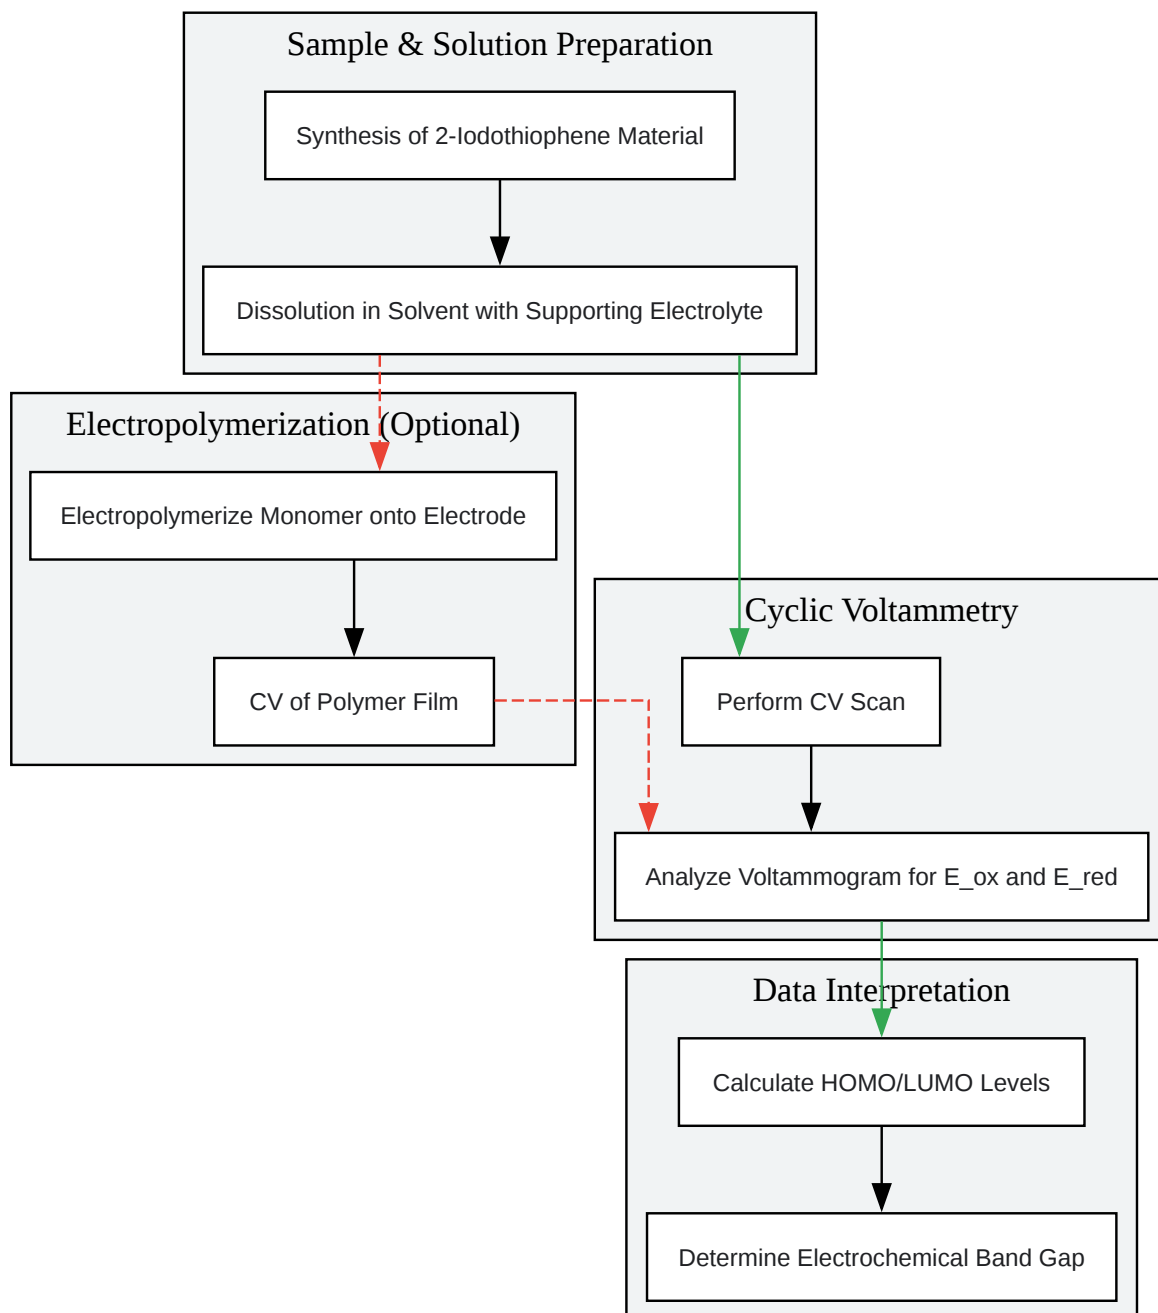 Sample & Solution Preparation
Synthesis of 2-Iodothiophene Material
Dissolution in Solvent with Supporting Electrolyte
Electropolymerization (Optional)
Electropolymerize Monomer onto Electrode
CV of Polymer Film
Cyclic Voltammetry
Perform CV Scan
Analyze Voltammogram for E_ox and E_red
Data Interpretation
Calculate HOMO/LUMO Levels
Determine Electrochemical Band Gap